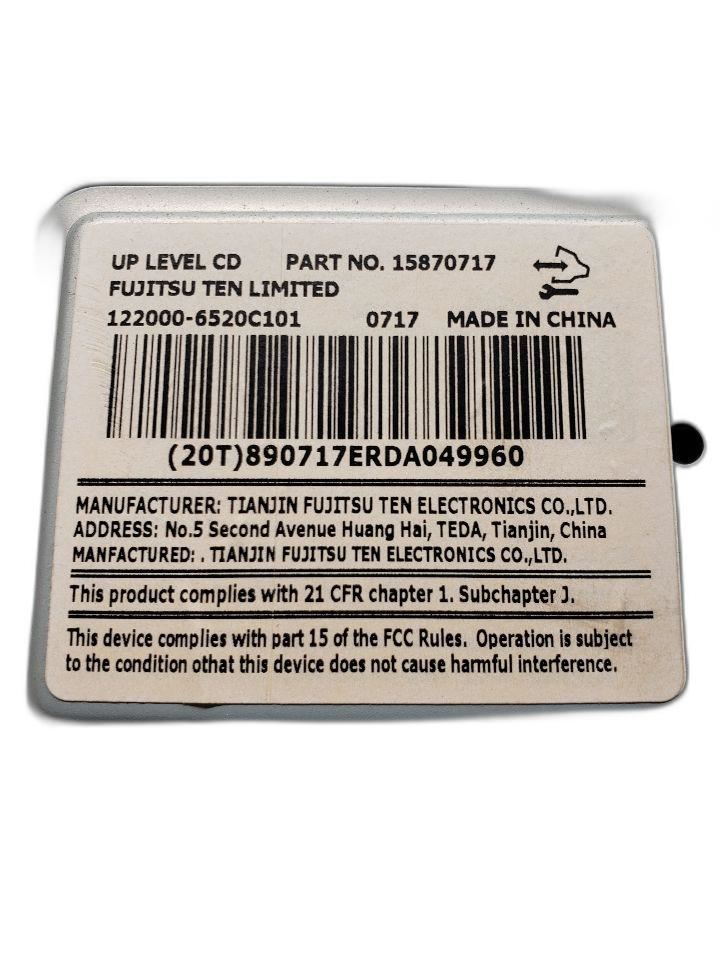 UP LEVEL CD PART NO. 15870717
FUJITSU TEN LIMITED
122000-6520C101 0717 MADE IN CHINA
(20T)890717ERDA049960
MANUFACTURER: TIANJIN FUJITSU TEN ELECTRONICS CO.,LTD.
ADDRESS: No.5 Second Avenue Huang Hai, TEDA, Tianjin, China
MANFACTURED: . TIANJIN FUJITSU TEN ELECTRONICS CO.,LTD.
This product complies with 21 CFR chapter 1. Subchapter J.
This device complies with part 15 of the FCC Rules. Operation is subject
to the condition othat this device does not cause harmful interference.